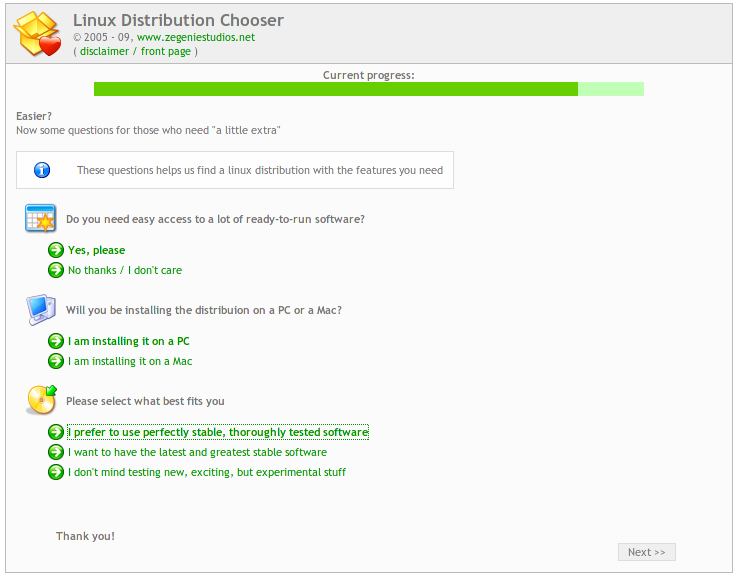 Linux Distribution Chooser
© 2005 - 09, www.zegeniestudios.net
( disclaimer / front page )
Current progress:
Easier?
Now some questions for those who need "a little extra"
These questions helps us find a linux distribution with the features you need
Do you need easy access to a lot of ready-to-run software?
Yes, please
No thanks / I don't care
Will you be installing the distribuion on a PC or a Mac?
I am installing it on a PC
I am installing it on a Mac
Please select what best fits you
I prefer to use perfectly stable, thoroughly tested software
I want to have the latest and greatest stable software
I don't mind testing new, exciting, but experimental stuff
Thank you!
Next >>